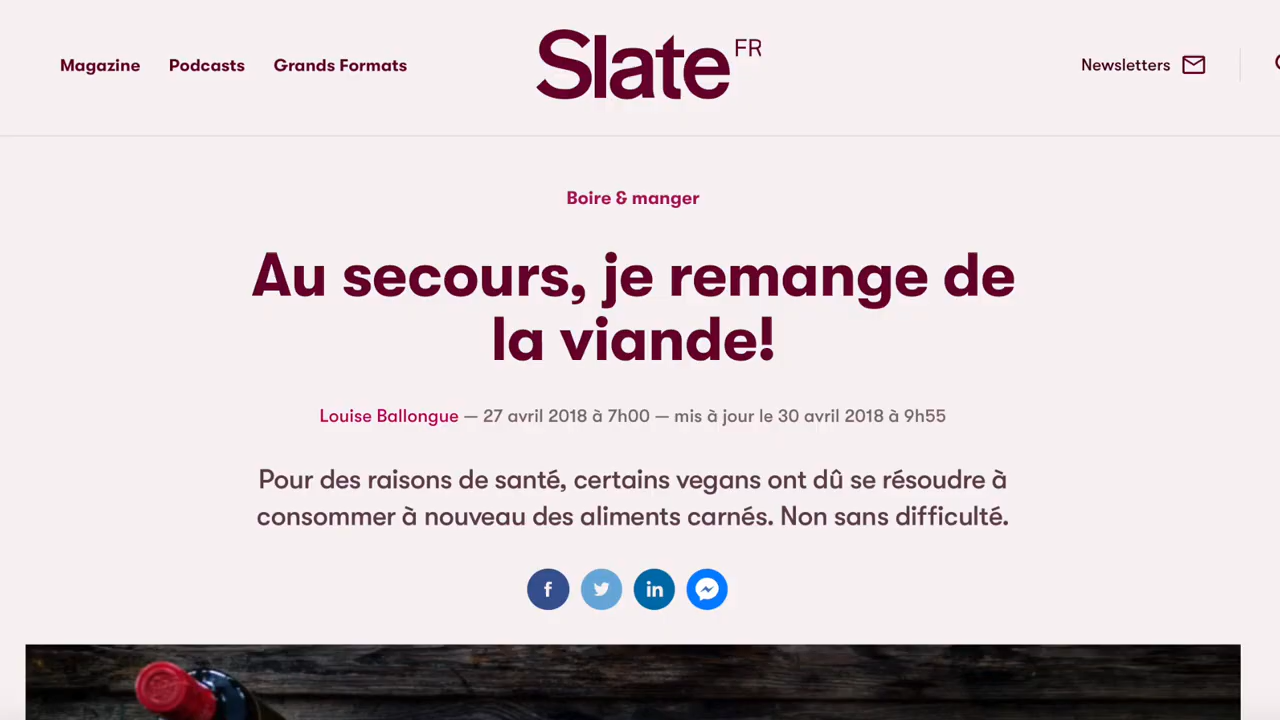 Magazine Podcasts Grands Formats Slate FR Newsletters
Boire & manger
Au secours, je remange de
la viande!
Louise Ballongue — 27 avril 2018 à 7h00 — mis à jour le 30 avril 2018 à 9h55
Pour des raisons de santé, certains vegans ont dû se résoudre à
consommer à nouveau des aliments carnés. Non sans difficulté.